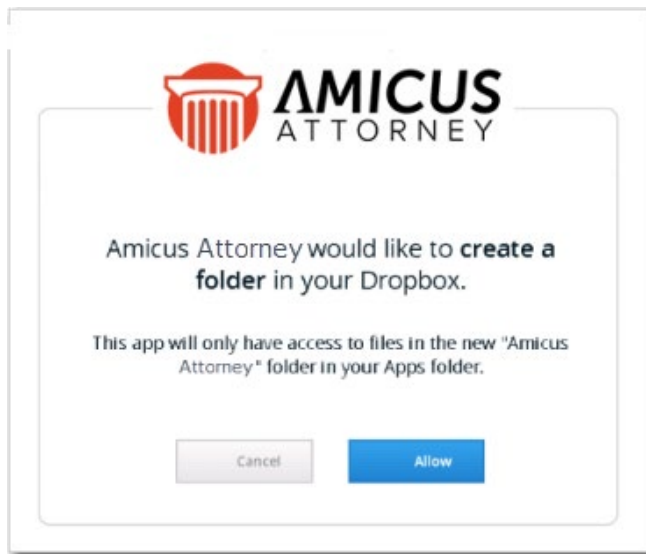 AMICUS
ATTORNEY
Amicus Attorney would like to create a
folder in your Dropbox.
This app will only have access to files in the new "Amicus
Attorney" folder in your Apps folder.
Cancel
Allow